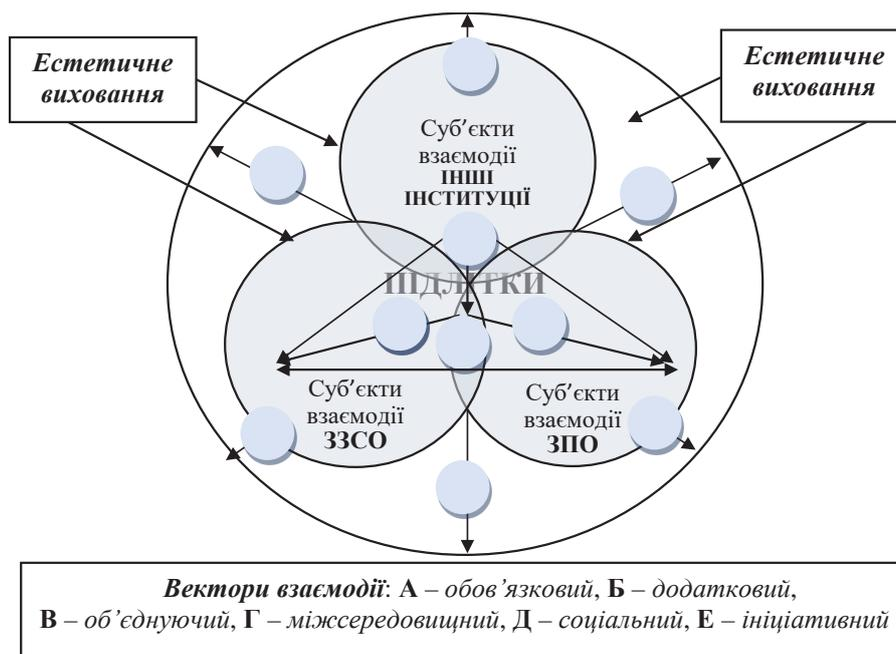 Естетичне
виховання
Естетичне
виховання
Суб’єкти
взаємодії
ІНШІ
ІНСТИТУЦІЇ
ПІДЛІТКИ
Суб’єкти
взаємодії
ЗЗСО
Суб’єкти
взаємодії
ЗПО
Вектори взаємодії: А – обов’язковий, Б – додатковий,
В – об’єднуючий, Г – міжсередовищний, Д – соціальний, Е – ініціативний